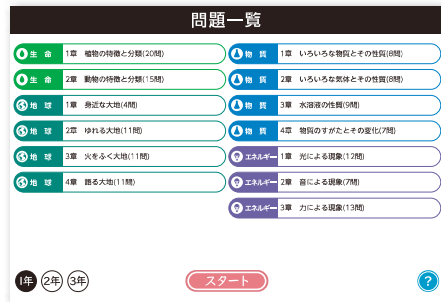 問題一覧
生命 1章 植物の特徴と分類(20問)
生命 2章 動物の特徴と分類(15問)
地球 1章 身近な大地(4問)
地球 2章 ゆれる大地(11問)
地球 3章 火をふく大地(11問)
地球 4章 語る大地(11問)
物質 1章 いろいろな物質とその性質(8問)
物質 2章 いろいろな気体とその性質(8問)
物質 3章 水溶液の性質(9問)
物質 4章 物質のすがたとその変化(7問)
エネルギー 1章 光による現象(12問)
エネルギー 2章 音による現象(7問)
エネルギー 3章 力による現象(13問)
1年 2年 3年 スタート ?